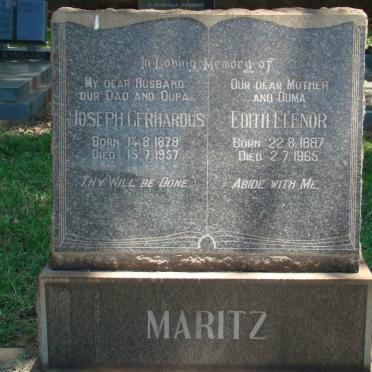 In Loving Memory of
My dear Husband
our Dad and Oupa
Joseph Gerhardus
Born 14.8.1878
Died 15.7.1957
Thy Will be Done.
Our dear Mother
and Ouma
Edith Elenor
Born 22.8.1887
Died 2.7.1965
Abide with Me.
MARITZ